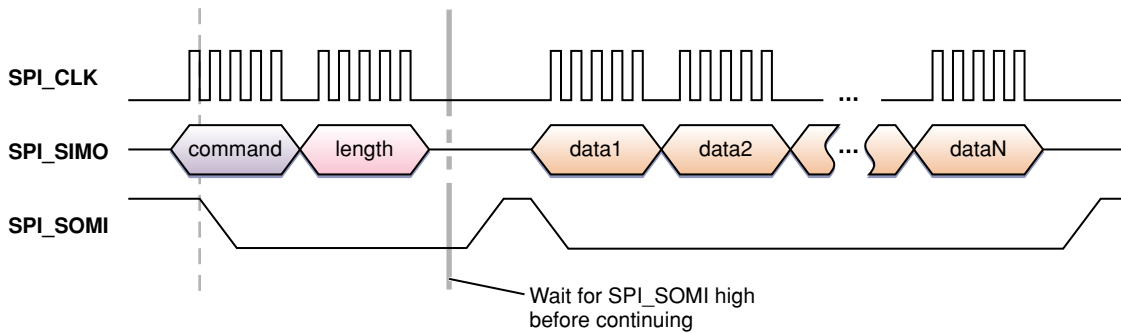 SPI_CLK
...
SPI_SIMO
command length data1 data2 ... dataN
SPI_SOMI
Wait for SPI_SOMI high
before continuing